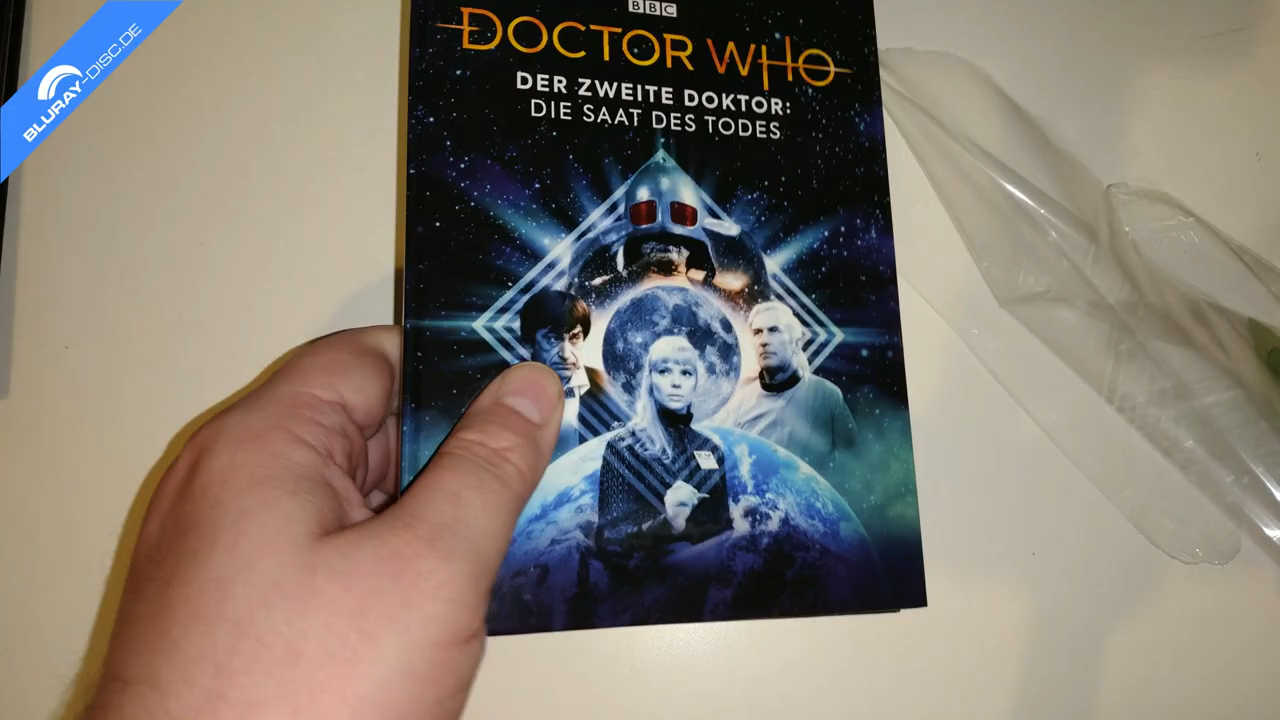 BLURAY-DISC.DE
BBC
DOCTOR WHO
DER ZWEITE DOKTOR:
DIE SAAT DES TODES